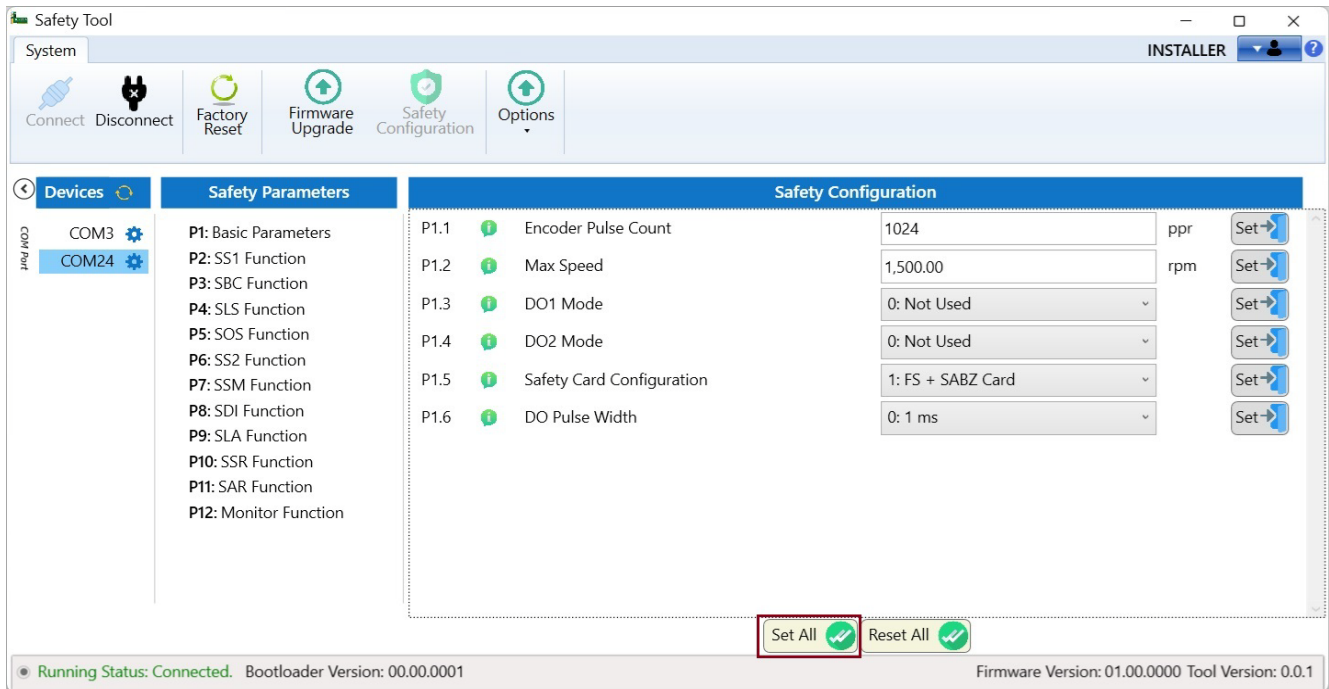 Safety Tool
System
INSTALLER
Connect
Disconnect
Factory
Reset
Firmware
Upgrade
Safety
Configuration
Options
Devices
COM Port
COM3
COM24
Safety Parameters
P1: Basic Parameters
P2: SS1 Function
P3: SBC Function
P4: SLS Function
P5: SOS Function
P6: SS2 Function
P7: SSM Function
P8: SDI Function
P9: SLA Function
P10: SSR Function
P11: SAR Function
P12: Monitor Function
Safety Configuration
P1.1 Encoder Pulse Count 1024 ppr Set
P1.2 Max Speed 1,500.00 rpm Set
P1.3 DO1 Mode 0: Not Used Set
P1.4 DO2 Mode 0: Not Used Set
P1.5 Safety Card Configuration 1: FS + SABZ Card Set
P1.6 DO Pulse Width 0: 1 ms Set
Set All Reset All
Running Status: Connected. Bootloader Version: 00.00.0001 Firmware Version: 01.00.0000 Tool Version: 0.0.1